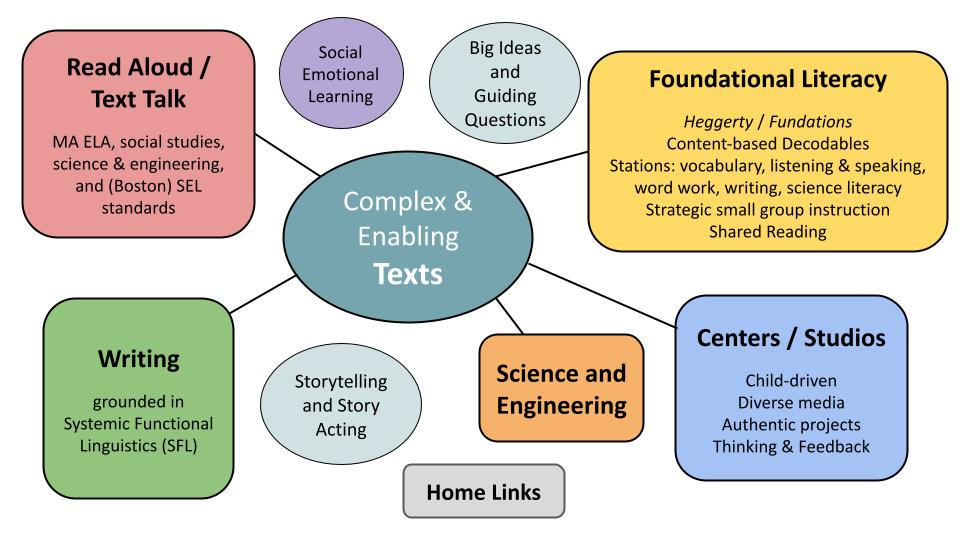 Read Aloud /
Text Talk
MA ELA, social studies,
science & engineering,
and (Boston) SEL
standards
Social
Emotional
Learning
Big Ideas
and
Guiding
Questions
Foundational Literacy
Heggerty / Fundations
Content-based Decodables
Stations: vocabulary, listening & speaking,
word work, writing, science literacy
Strategic small group instruction
Shared Reading
Complex &
Enabling
Texts
Writing
grounded in
Systemic Functional
Linguistics (SFL)
Storytelling
and Story
Acting
Science and
Engineering
Centers / Studios
Child-driven
Diverse media
Authentic projects
Thinking & Feedback
Home Links